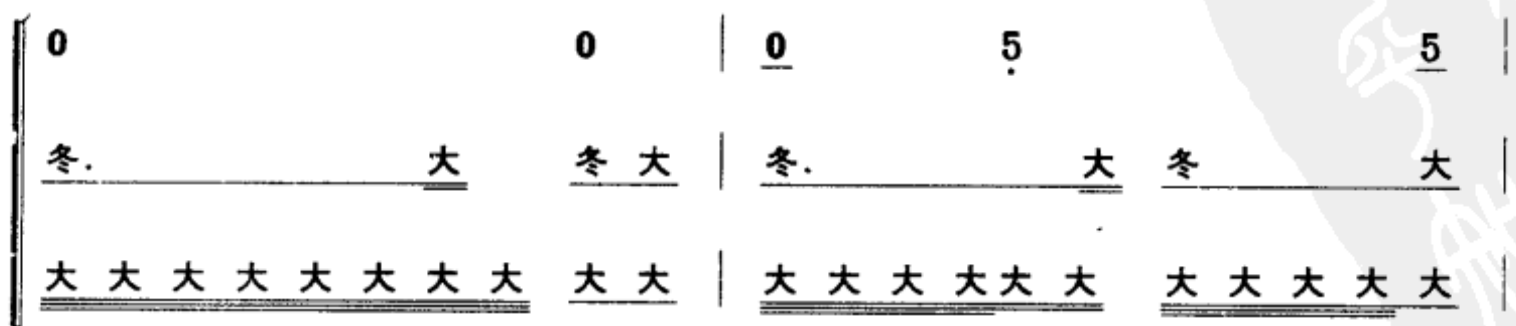 0 0 | 0 5 5 |
冬. 大 冬 大 | 冬. 大 冬 大 |
大 大 大 大 大 大 大 大 大 大 | 大 大 大 大 大 大 大 大 大 大 大 |